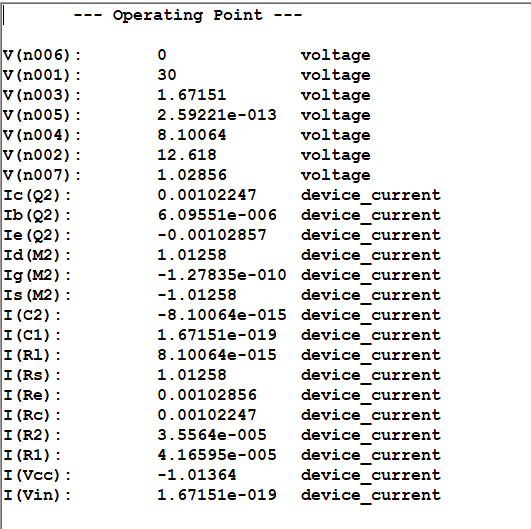 --- Operating Point ---
V(n006): 0 voltage
V(n001): 30 voltage
V(n003): 1.67151 voltage
V(n005): 2.59221e-013 voltage
V(n004): 8.10064 voltage
V(n002): 12.618 voltage
V(n007): 1.02856 voltage
Ic(Q2): 0.00102247 device_current
Ib(Q2): 6.09551e-006 device_current
Ie(Q2): -0.00102857 device_current
Id(M2): 1.01258 device_current
Ig(M2): -1.27835e-010 device_current
Is(M2): -1.01258 device_current
I(C2): -8.10064e-015 device_current
I(C1): 1.67151e-019 device_current
I(Rl): 8.10064e-015 device_current
I(Rs): 1.01258 device_current
I(Re): 0.00102856 device_current
I(Rc): 0.00102247 device_current
I(R2): 3.5564e-005 device_current
I(R1): 4.16595e-005 device_current
I(Vcc): -1.01364 device_current
I(Vin): 1.67151e-019 device_current